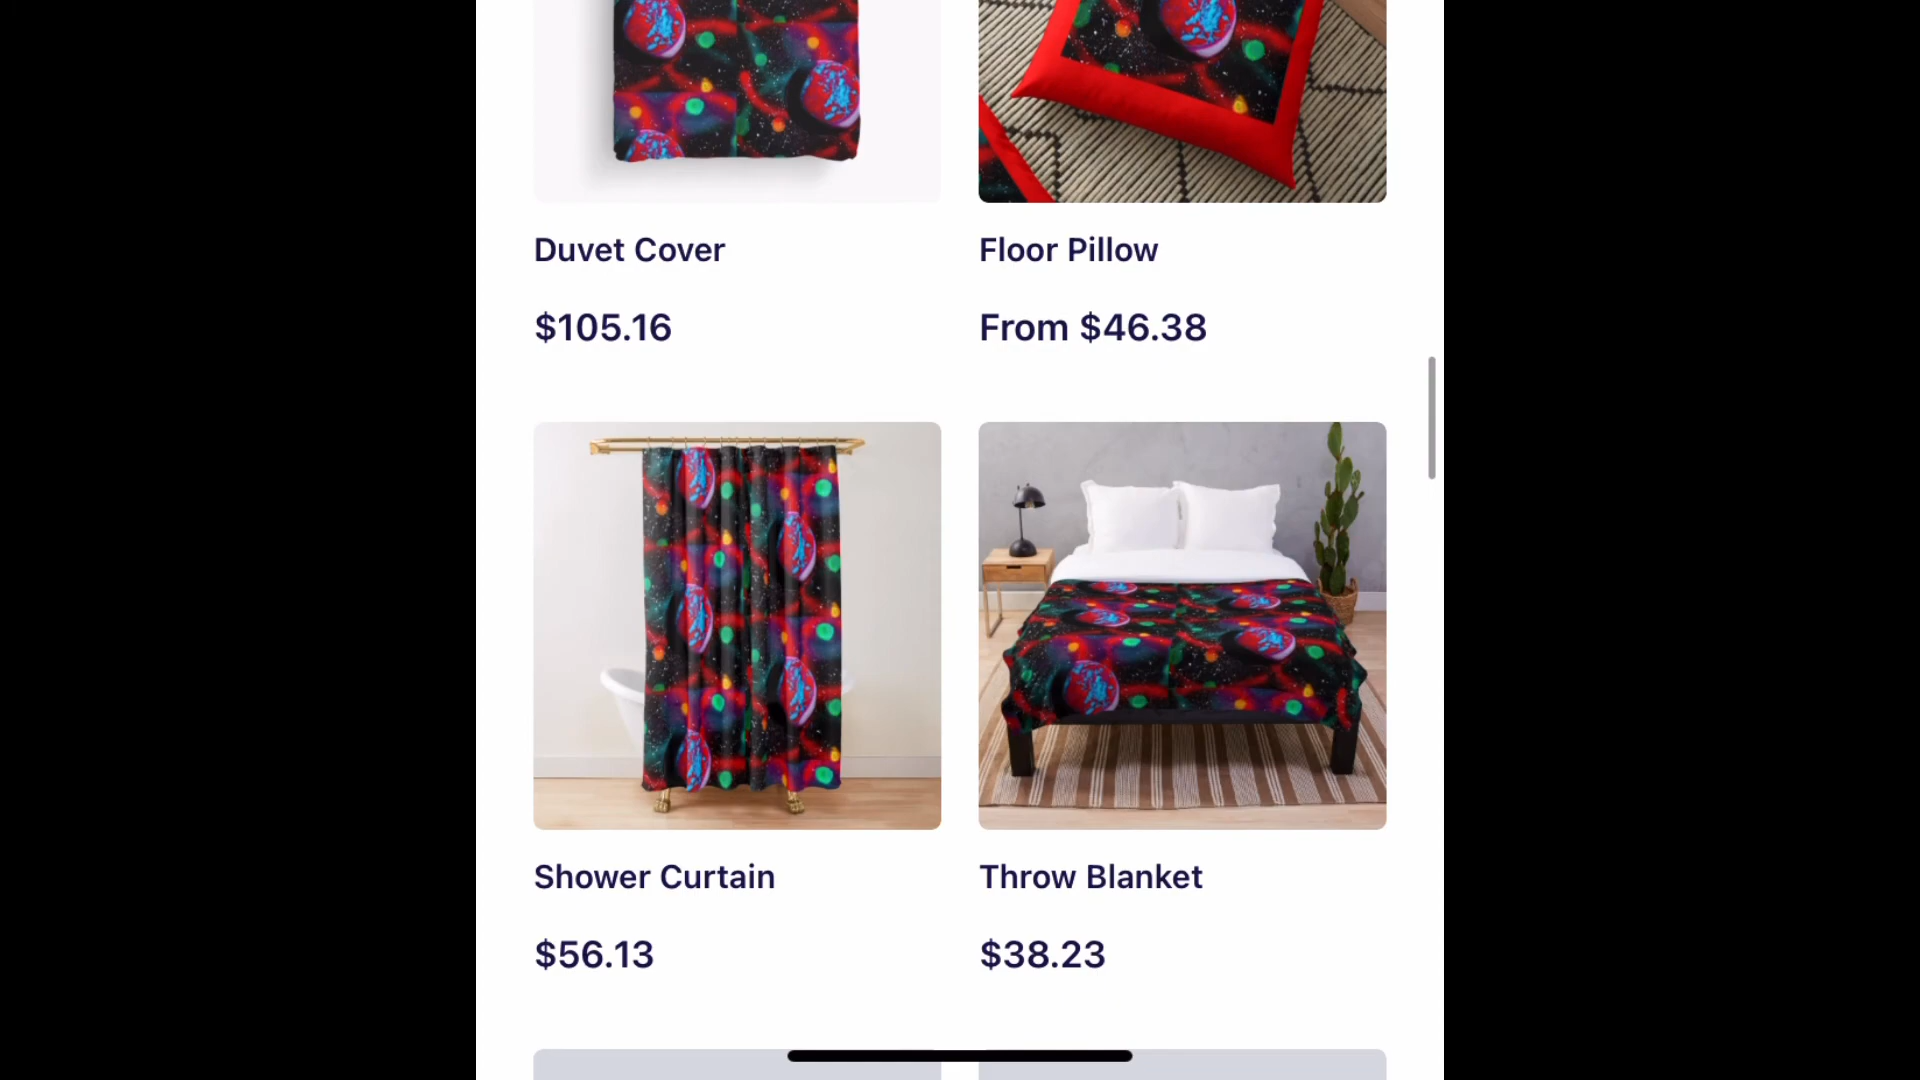 Duvet Cover
Floor Pillow
$105.16
From $46.38
Shower Curtain
Throw Blanket
$56.13
$38.23